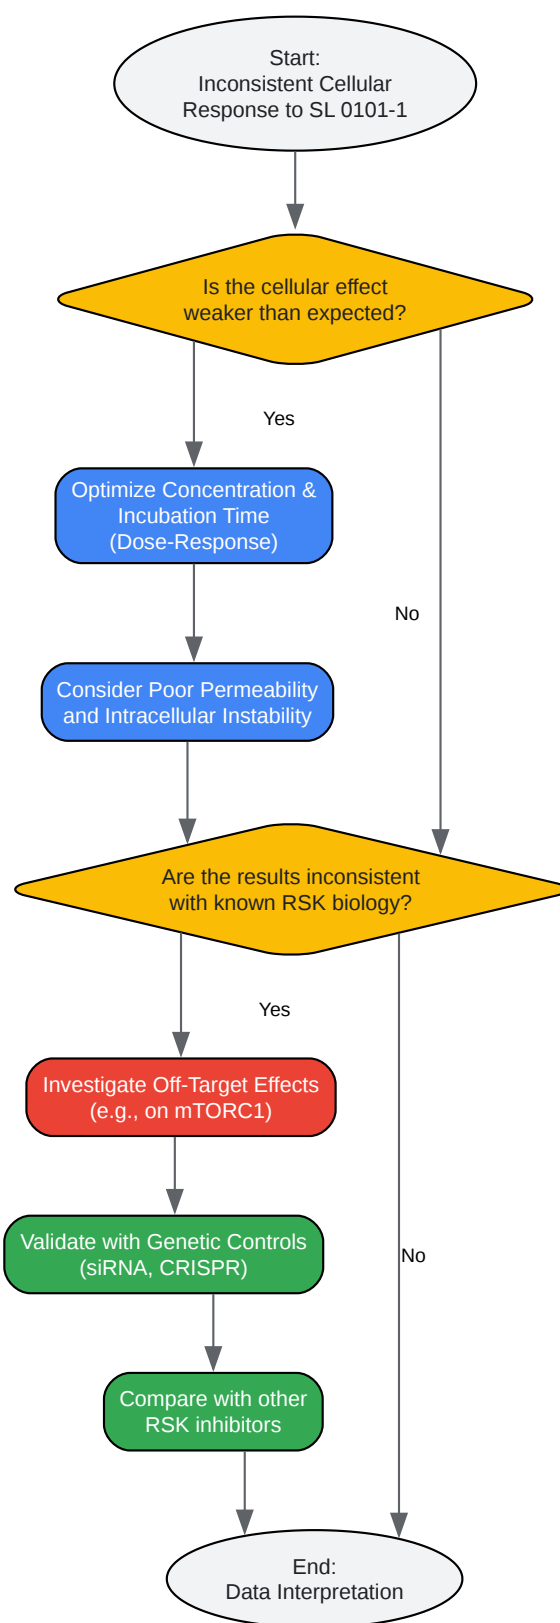 Start:
Inconsistent Cellular
Response to SL 0101-1
Is the cellular effect
weaker than expected?
Yes
Optimize Concentration &
Incubation Time
(Dose-Response)
No
Consider Poor Permeability
and Intracellular Instability
Are the results inconsistent
with known RSK biology?
Yes
Investigate Off-Target Effects
(e.g., on mTORC1)
Validate with Genetic Controls
(siRNA, CRISPR)
No
Compare with other
RSK inhibitors
End:
Data Interpretation